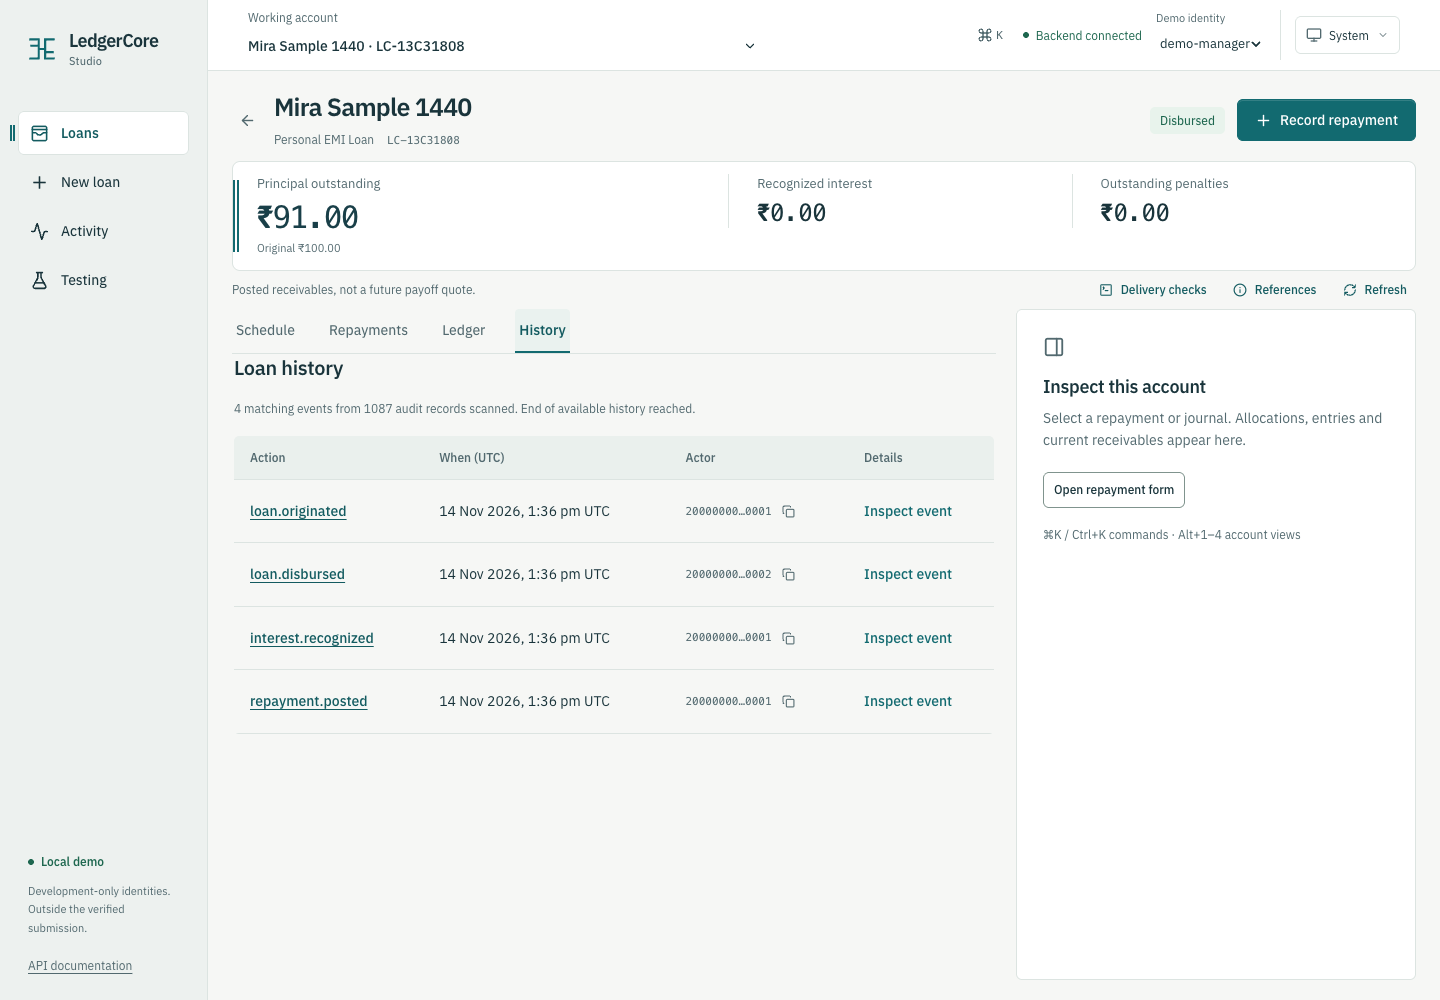 LedgerCore
Studio
Loans
New loan
Activity
Testing
Local demo
Development-only identities.
Outside the verified
submission.
API documentation
Working account
Mira Sample 1440 · LC-13C31808
⌘ K
Backend connected
Demo identity
demo-manager
System
Mira Sample 1440
Personal EMI Loan LC-13C31808
Disbursed
Record repayment
Principal outstanding
₹91.00
Original ₹100.00
Recognized interest
₹0.00
Outstanding penalties
₹0.00
Posted receivables, not a future payoff quote.
Delivery checks
References
Refresh
Schedule Repayments Ledger History
Loan history
4 matching events from 1087 audit records scanned. End of available history reached.
Action When (UTC) Actor Details
loan.originated 14 Nov 2026, 1:36 pm UTC 20000000…0001 Inspect event
loan.disbursed 14 Nov 2026, 1:36 pm UTC 20000000…0002 Inspect event
interest.recognized 14 Nov 2026, 1:36 pm UTC 20000000…0001 Inspect event
repayment.posted 14 Nov 2026, 1:36 pm UTC 20000000…0001 Inspect event
Inspect this account
Select a repayment or journal. Allocations, entries and
current receivables appear here.
Open repayment form
⌘K / Ctrl+K commands · Alt+1–4 account views